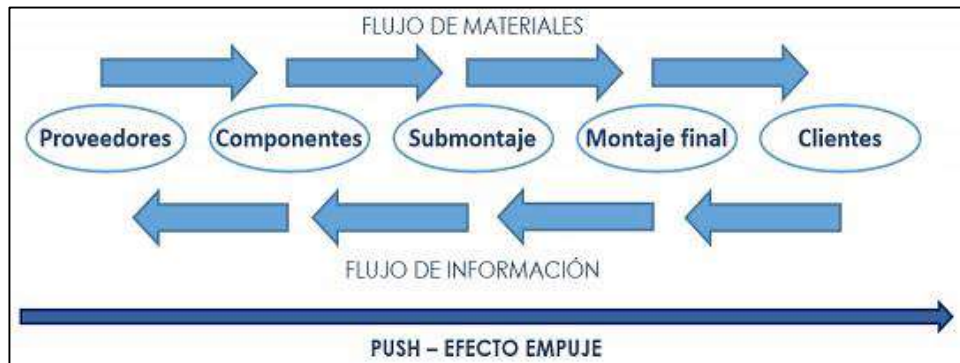 FLUJO DE MATERIALES
Proveedores Componentes Submontaje Montaje final Clientes
FLUJO DE INFORMACIÓN
PUSH – EFECTO EMPUJE